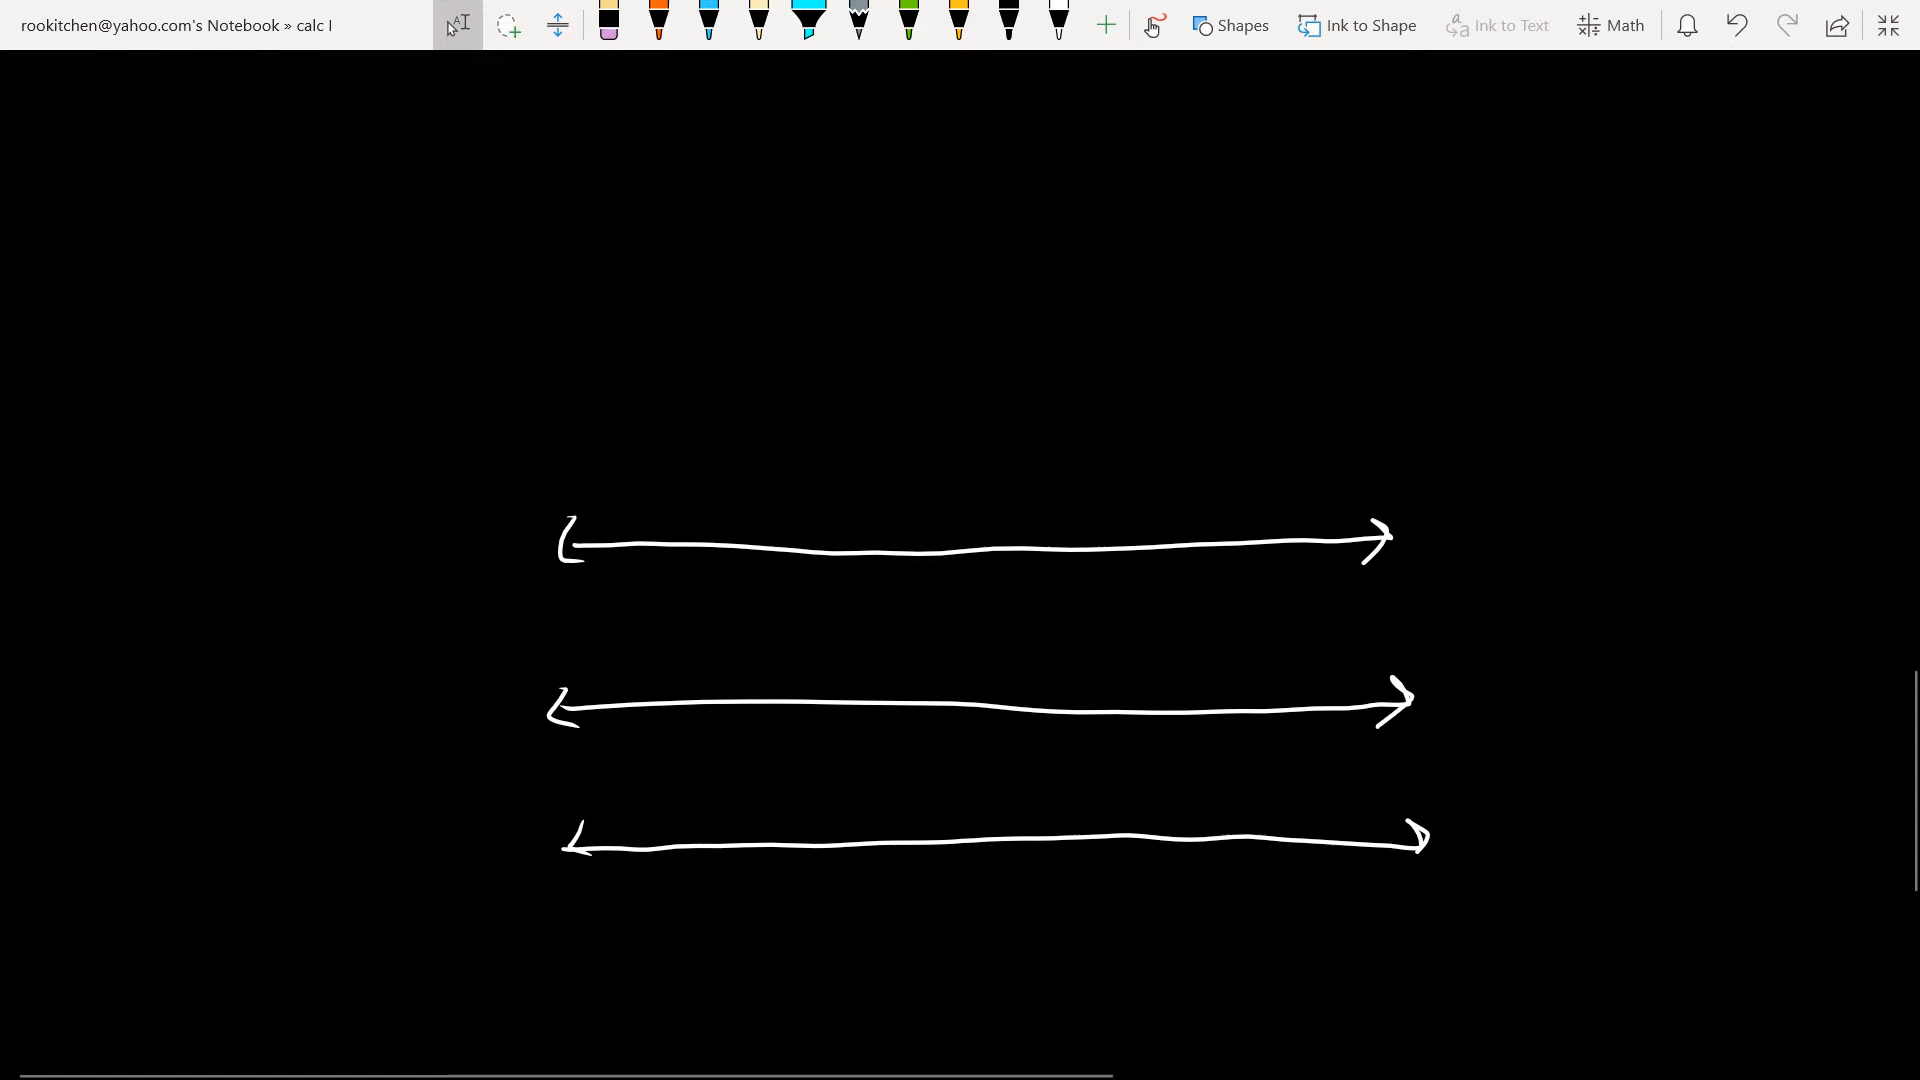 rookitchen@yahoo.com's Notebook » calc I
Shapes
Ink to Shape
Ink to Text
Math